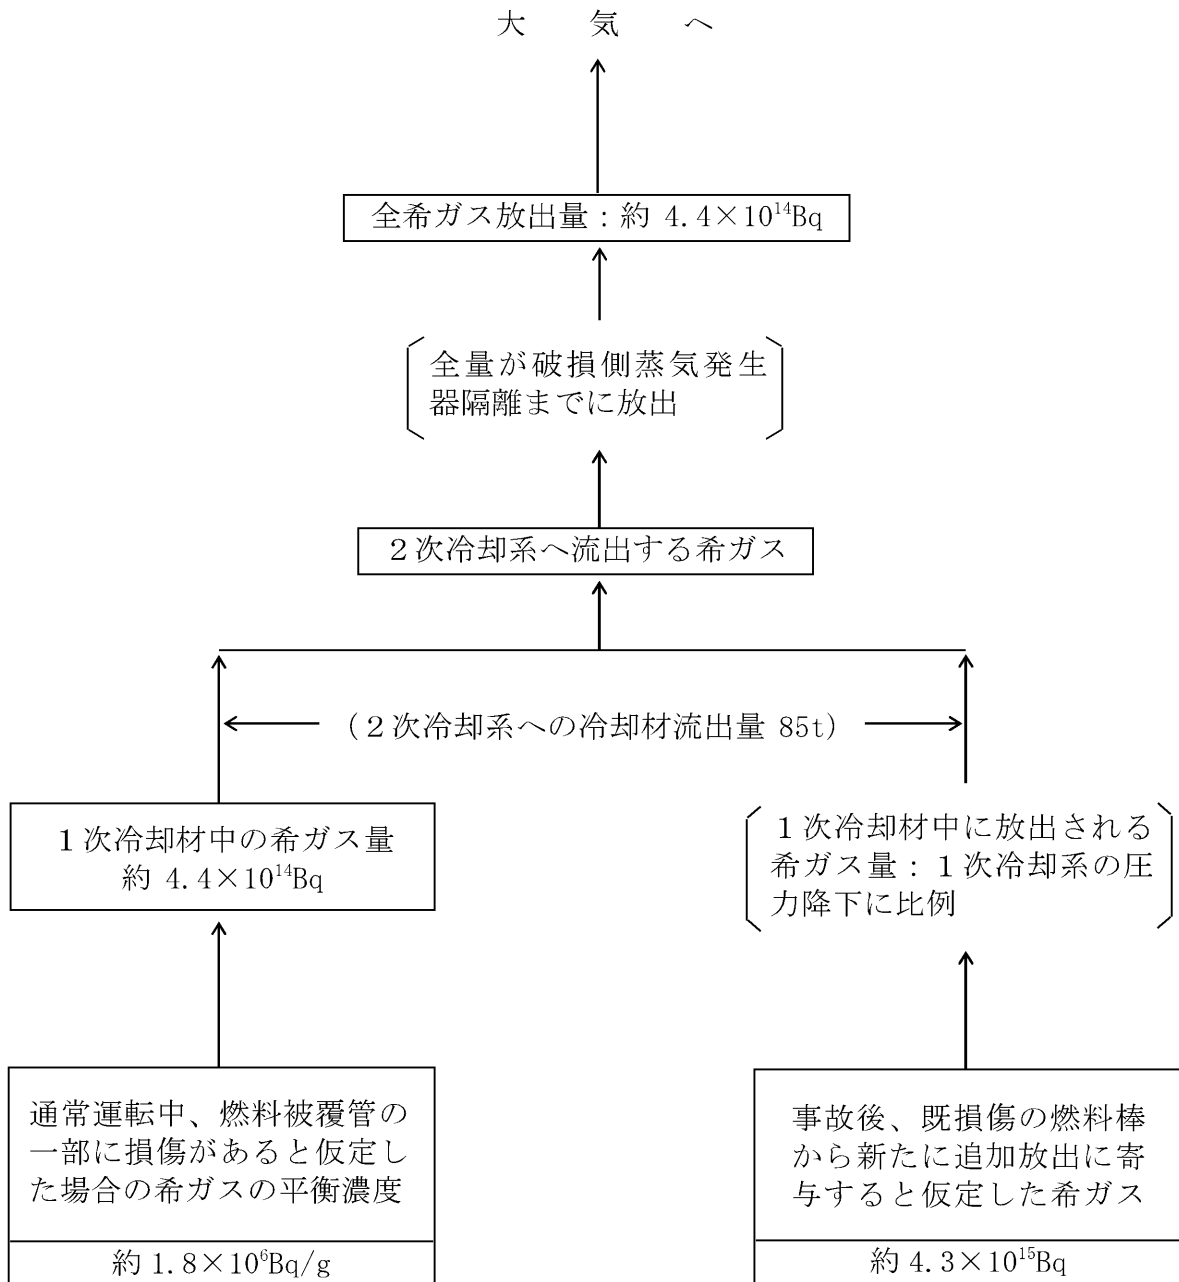 大気へ
全希ガス放出量：約 4.4×10¹⁴Bq
全量が破損側蒸気発生
器隔離までに放出
２次冷却系へ流出する希ガス
(２次冷却系への冷却材流出量 85t)
１次冷却材中の希ガス量
約 4.4×10¹⁴Bq
１次冷却材中に放出される
希ガス量：１次冷却系の圧
力降下に比例
通常運転中、燃料被覆管の
一部に損傷があると仮定し
た場合の希ガスの平衡濃度
約 1.8×10⁶Bq/g
事故後、既損傷の燃料棒
から新たに追加放出に寄
与すると仮定した希ガス
約 4.3×10¹⁵Bq